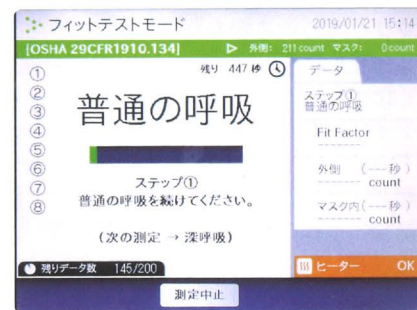 フィットテストモード
2019/01/21 15:14
[OSHA 29CFR1910.134]
外側: 211count マスク: 0count
残り 447 秒
データ
①
②
③
④
⑤
⑥
⑦
⑧
普通の呼吸
ステップ①
普通の呼吸を続けてください。
(次の測定 → 深呼吸)
ステップ①
普通の呼吸
Fit Factor
-------
外側 (---秒)
------- count
マスク内(---秒)
------- count
残りデータ数 145/200
ヒーター OK
測定中止